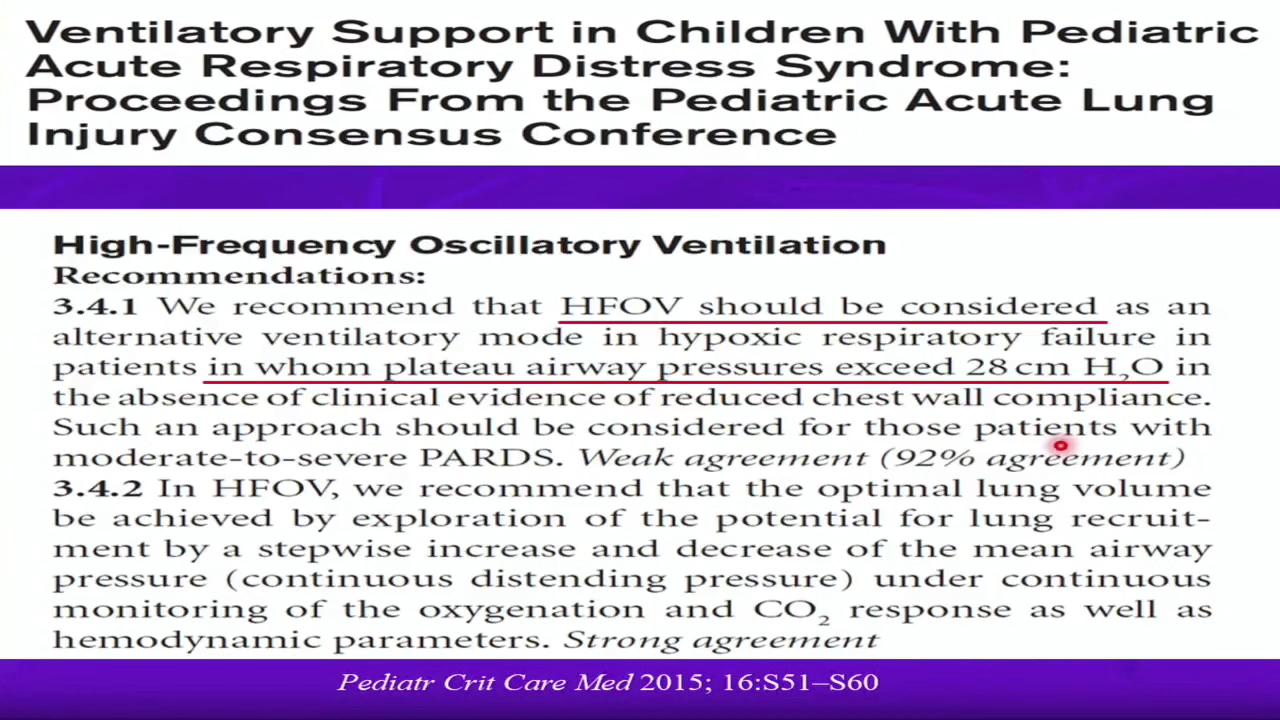 Ventilatory Support in Children With Pediatric
Acute Respiratory Distress Syndrome:
Proceedings From the Pediatric Acute Lung
Injury Consensus Conference
High-Frequency Oscillatory Ventilation
Recommendations:
3.4.1 We recommend that HFOV should be considered as an
alternative ventilatory mode in hypoxic respiratory failure in
patients in whom plateau airway pressures exceed 28 cm H₂O in
the absence of clinical evidence of reduced chest wall compliance.
Such an approach should be considered for those patients with
moderate-to-severe PARDS. Weak agreement (92% agreement)
3.4.2 In HFOV, we recommend that the optimal lung volume
be achieved by exploration of the potential for lung recruit-
ment by a stepwise increase and decrease of the mean airway
pressure (continuous distending pressure) under continuous
monitoring of the oxygenation and CO₂ response as well as
hemodynamic parameters. Strong agreement
Pediatr Crit Care Med 2015; 16:S51–S60